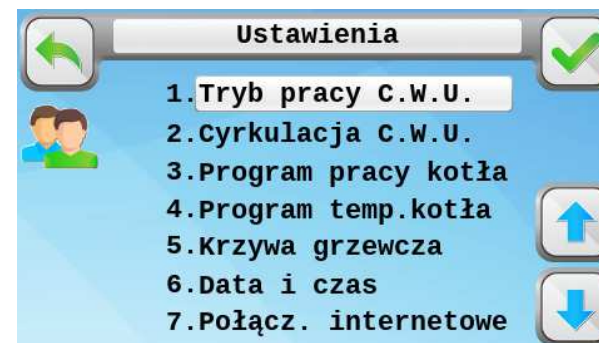 Ustawienia
1.Tryb pracy C.W.U.
2.Cyrkulacja C.W.U.
3.Program pracy kotła
4.Program temp.kotła
5.Krzywa grzewcza
6.Data i czas
7.Połącz. internetowe